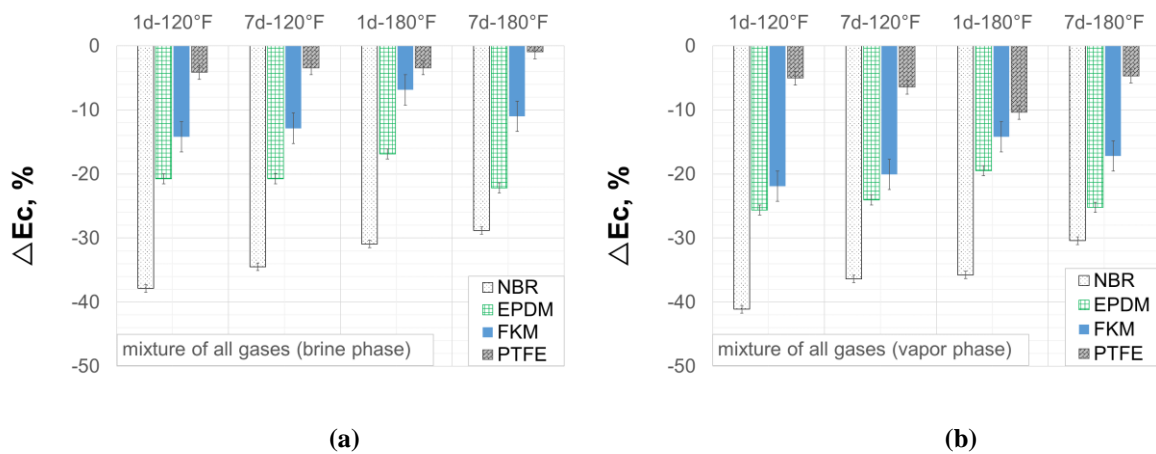 1d-120°F 7d-120°F 1d-180°F 7d-180°F
0
-10
-20
-30
-40
-50
△Ec, %
NBR
EPDM
FKM
PTFE
mixture of all gases (brine phase)
(a)
1d-120°F 7d-120°F 1d-180°F 7d-180°F
0
-10
-20
-30
-40
-50
△Ec, %
NBR
EPDM
FKM
PTFE
mixture of all gases (vapor phase)
(b)